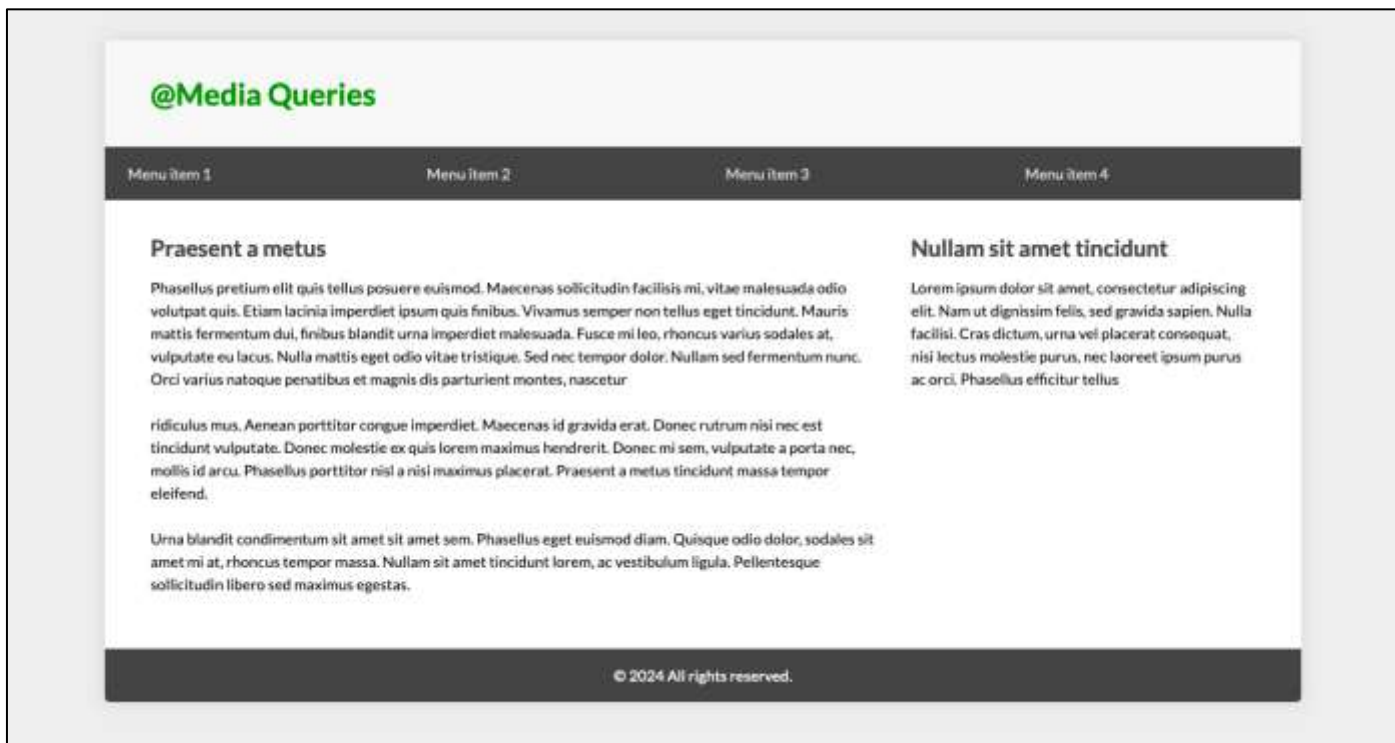 @Media Queries
Menu item 1
Menu item 2
Menu item 3
Menu item 4
Praesent a metus
Phasellus pretium elit quis tellus posuere euismod. Maecenas sollicitudin facilisis mi, vitae malesuada odio
volutpat quis. Etiam lacinia imperdiet ipsum quis finibus. Vivamus semper non tellus eget tincidunt. Mauris
mattis fermentum dui, finibus blandit urna imperdiet malesuada. Fusce mi leo, rhoncus varius sodales at,
vulputate eu lacus. Nulla mattis eget odio vitae tristique. Sed nec tempor dolor. Nullam sed fermentum nunc.
Orci varius natoque penatibus et magnis dis parturient montes, nascetur
ridiculus mus. Aenean porttitor congue imperdiet. Maecenas id gravida erat. Donec rutrum nisi nec est
tincidunt vulputate. Donec molestie ex quis lorem maximus hendrerit. Donec mi sem, vulputate a porta nec,
mollis id arcu. Phasellus porttitor nisl a nisi maximus placerat. Praesent a metus tincidunt massa tempor
eleifend.
Urna blandit condimentum sit amet sit amet sem. Phasellus eget euismod diam. Quisque odio dolor, sodales sit
amet mi at, rhoncus tempor massa. Nullam sit amet tincidunt lorem, ac vestibulum ligula. Pellentesque
sollicitudin libero sed maximus egestas.
Nullam sit amet tincidunt
Lorem ipsum dolor sit amet, consectetur adipiscing
elit. Nam ut dignissim felis, sed gravida sapien. Nulla
facilisi. Cras dictum, urna vel placerat consequat,
nisi lectus molestie purus, nec laoreet ipsum purus
ac orci. Phasellus efficitur tellus
© 2024 All rights reserved.